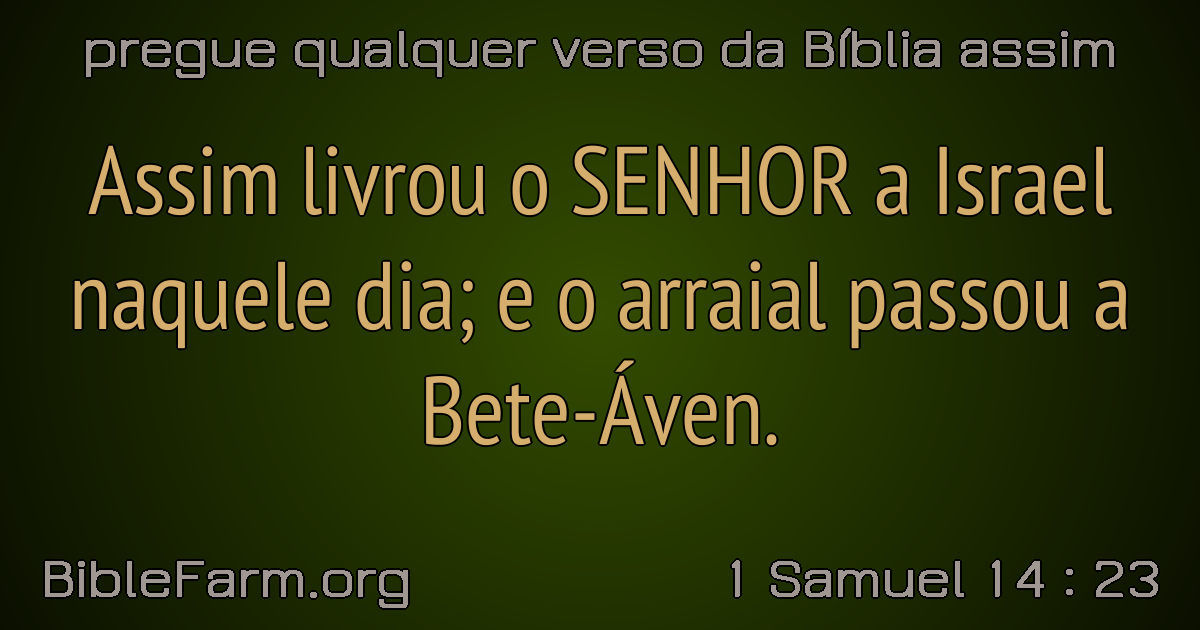 pregue qualquer verso da Bíblia assim
Assim livrou o SENHOR a Israel
naquele dia; e o arraial passou a
Bete-Áven.
BibleFarm.org
1 Samuel 14 : 23